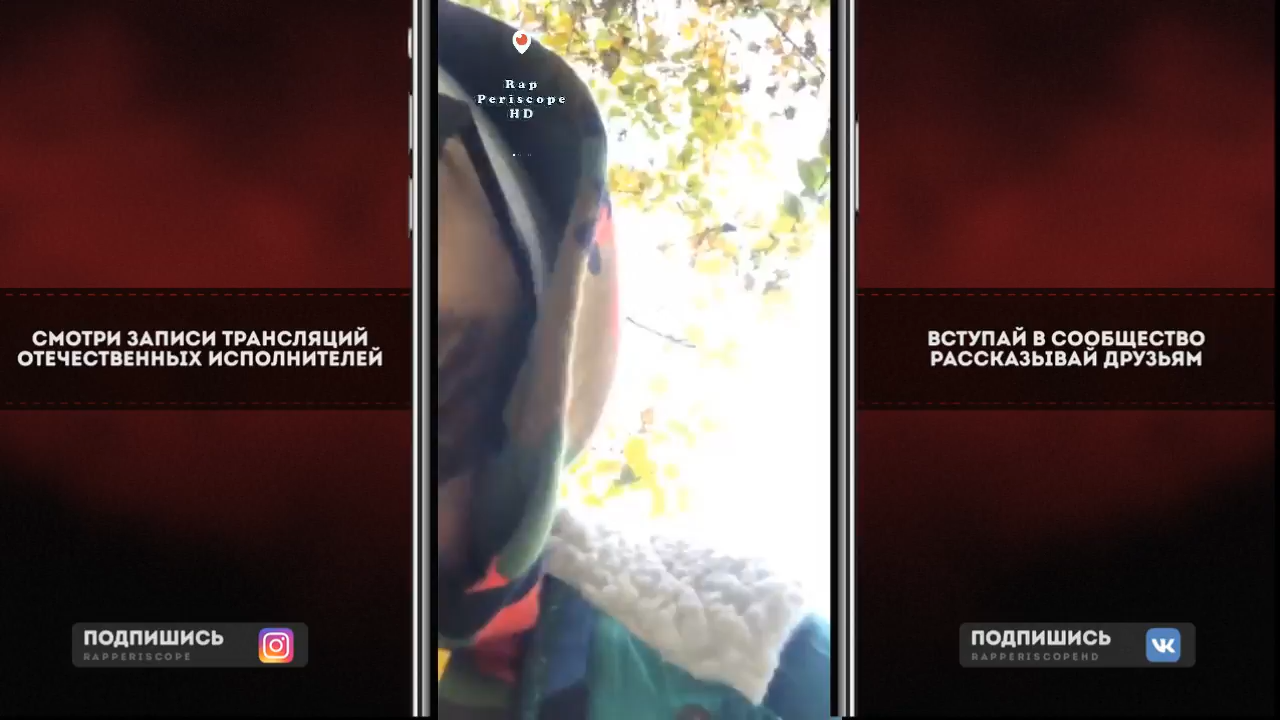 Rap
Periscope
HD
СМОТРИ ЗАПИСИ ТРАНСЛЯЦИЙ
ОТЕЧЕСТВЕННЫХ ИСПОЛНИТЕЛЕЙ
ВСТУПАЙ В СООБЩЕСТВО
РАССКАЗЫВАЙ ДРУЗЬЯМ
ПОДПИШИСЬ
RAPPERISCOPE
ПОДПИШИСЬ
RAPPERISCOPEHD